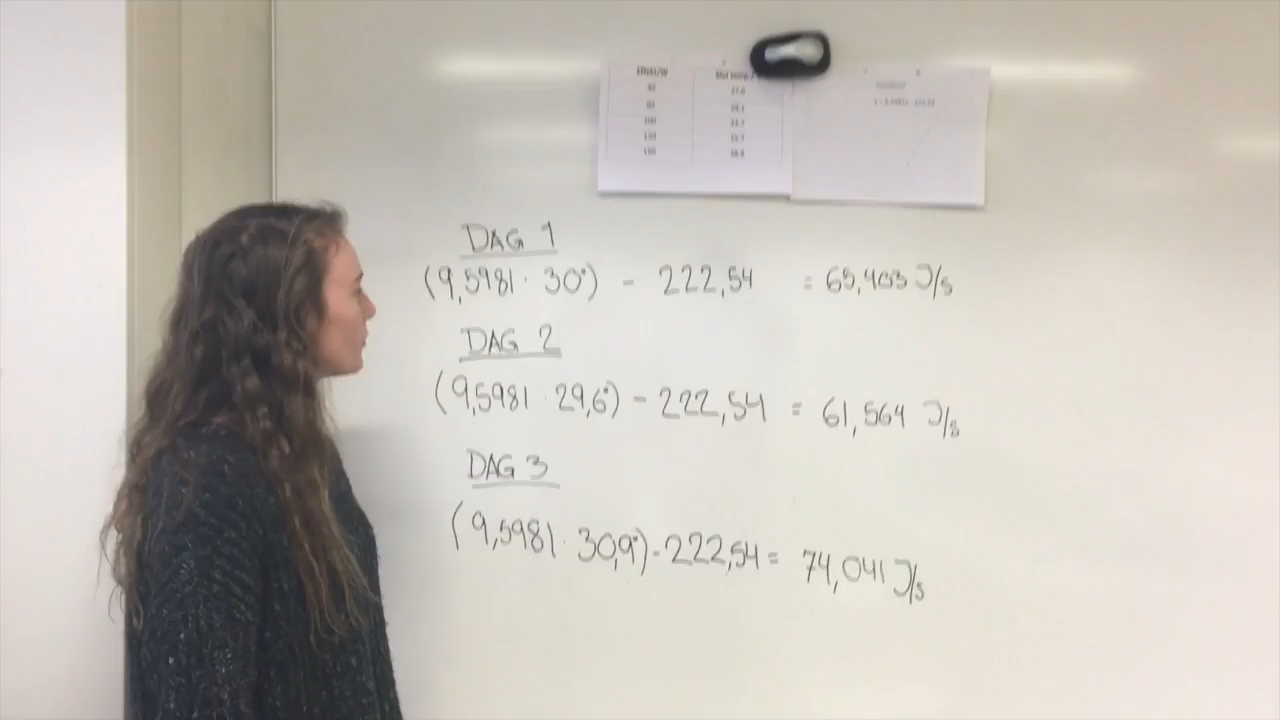 DAG 1
(9,5981 · 30°) - 222,54 = 65,403 J/s
DAG 2
(9,5981 · 29,6°) - 222,54 = 61,564 J/s
DAG 3
(9,5981 · 30,9°) - 222,54 = 74,041 J/s